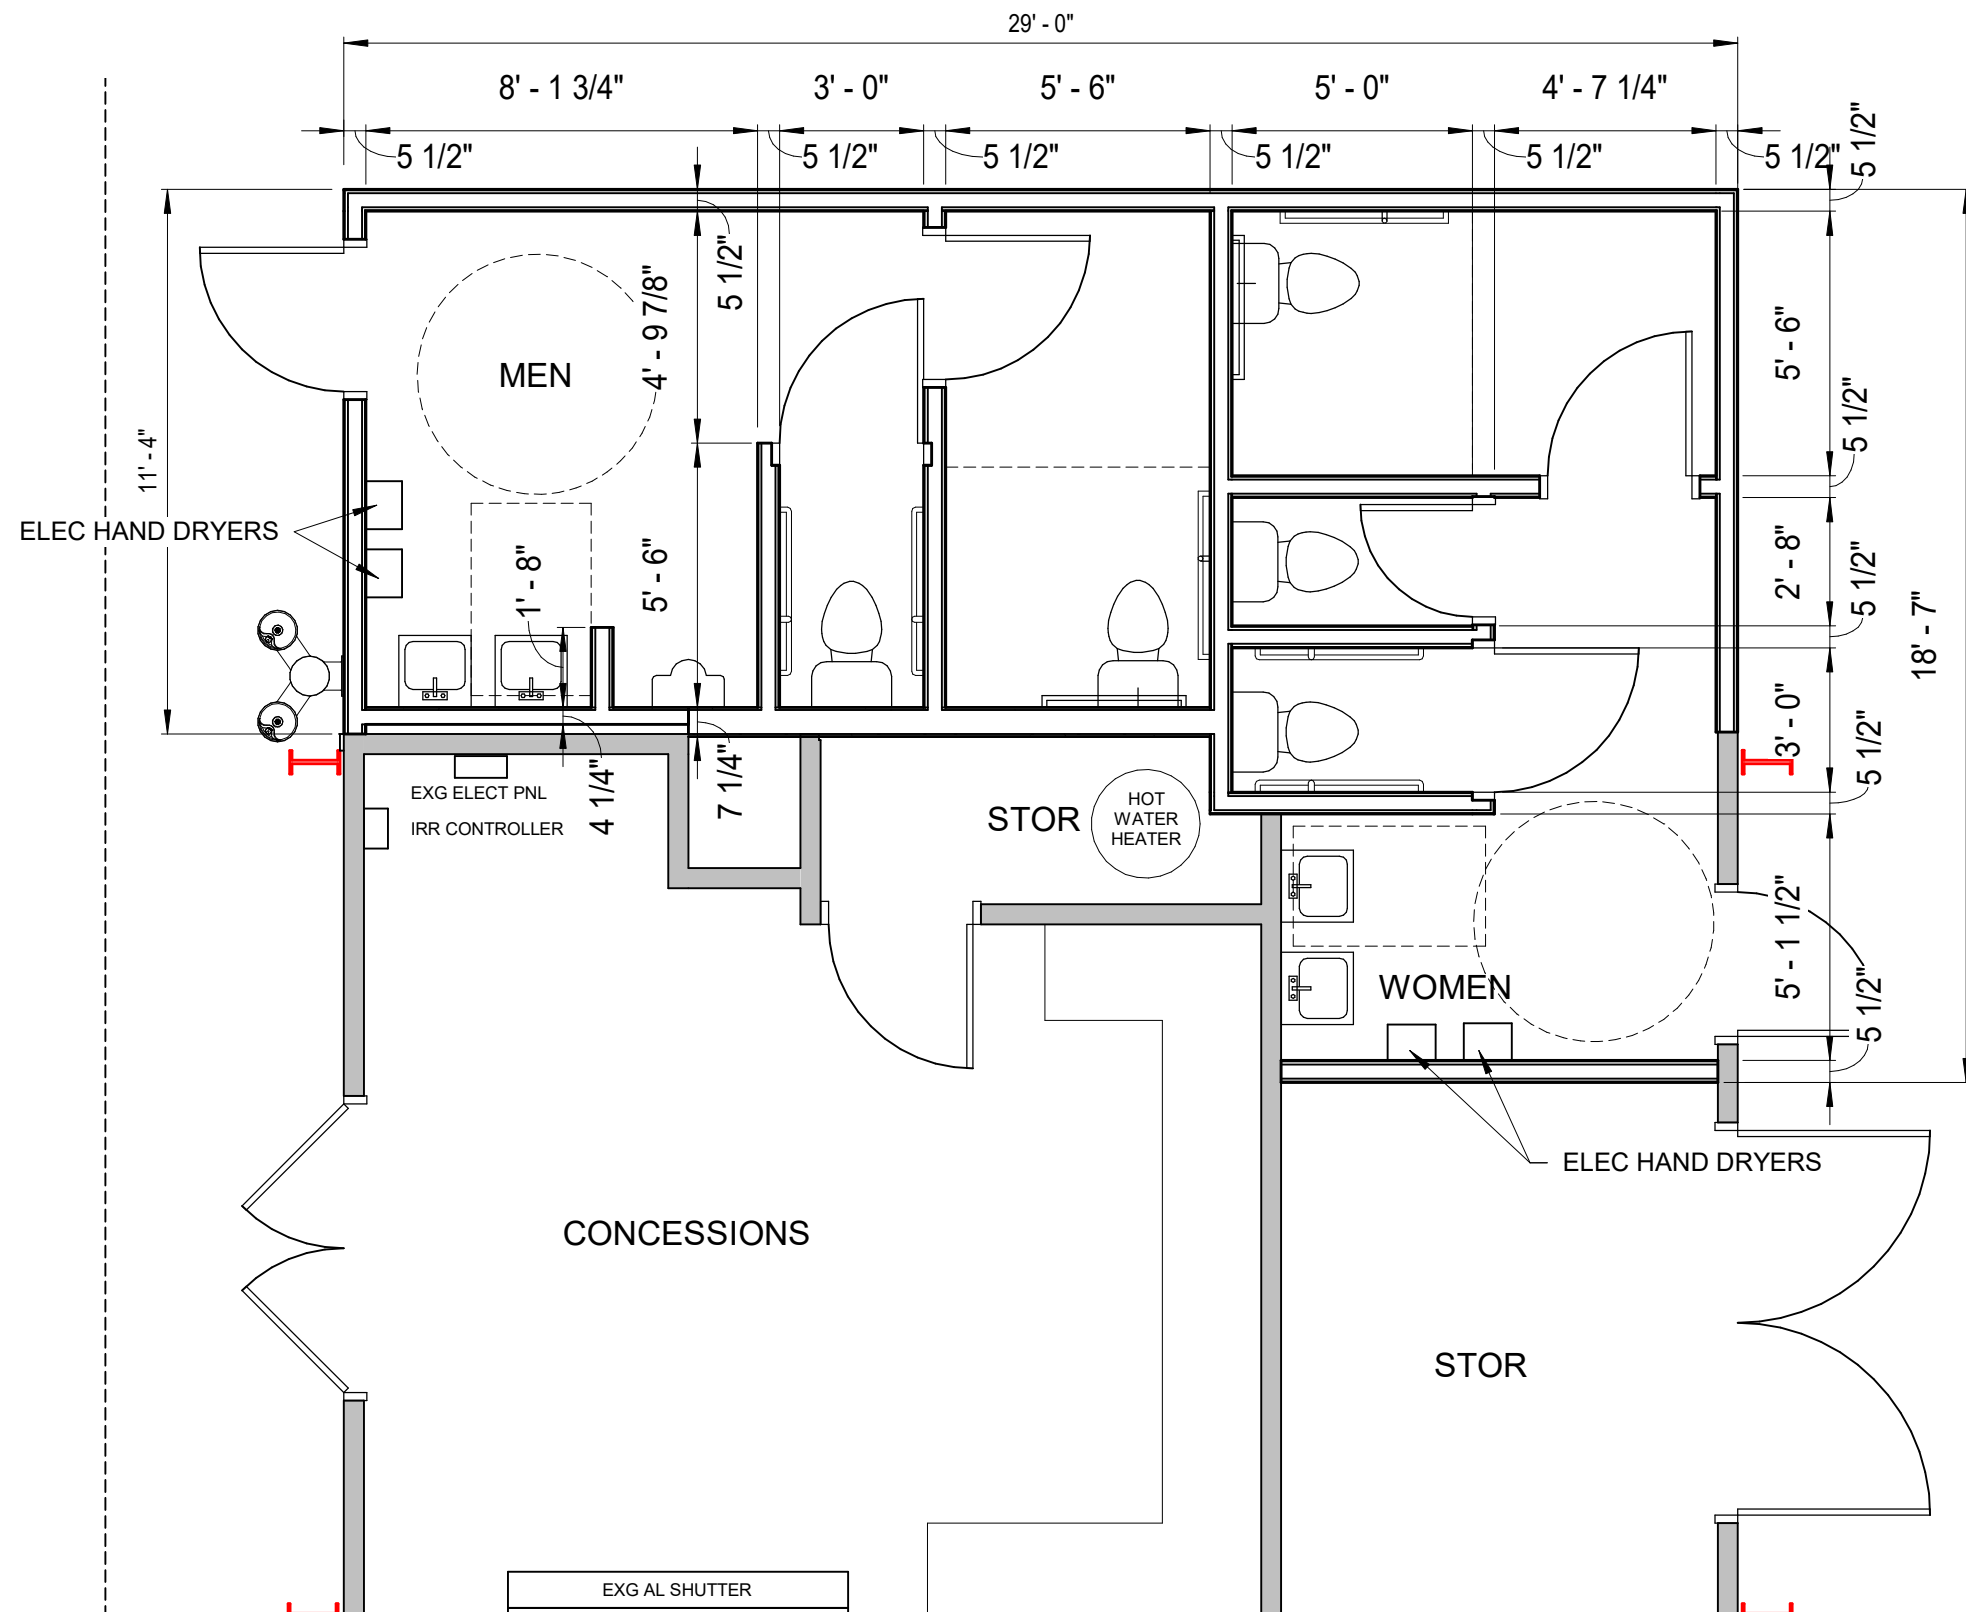 29' - 0"
8' - 1 3/4"
3' - 0"
5' - 6"
5' - 0"
4' - 7 1/4"
5 1/2"
5 1/2"
5 1/2"
5 1/2"
5 1/2"
5 1/2"
5 1/2"
5 1/2"
4' - 9 7/8"
MEN
5' - 6"
5 1/2"
11' - 4"
ELEC HAND DRYERS
1' - 8"
5' - 6"
2' - 8"
5 1/2"
18' - 7"
3' - 0"
5 1/2"
EXG ELECT PNL
IRR CONTROLLER
4 1/4"
7 1/4"
STOR
HOT
WATER
HEATER
5' - 1 1/2"
WOMEN
5 1/2"
ELEC HAND DRYERS
CONCESSIONS
STOR
EXG AL SHUTTER